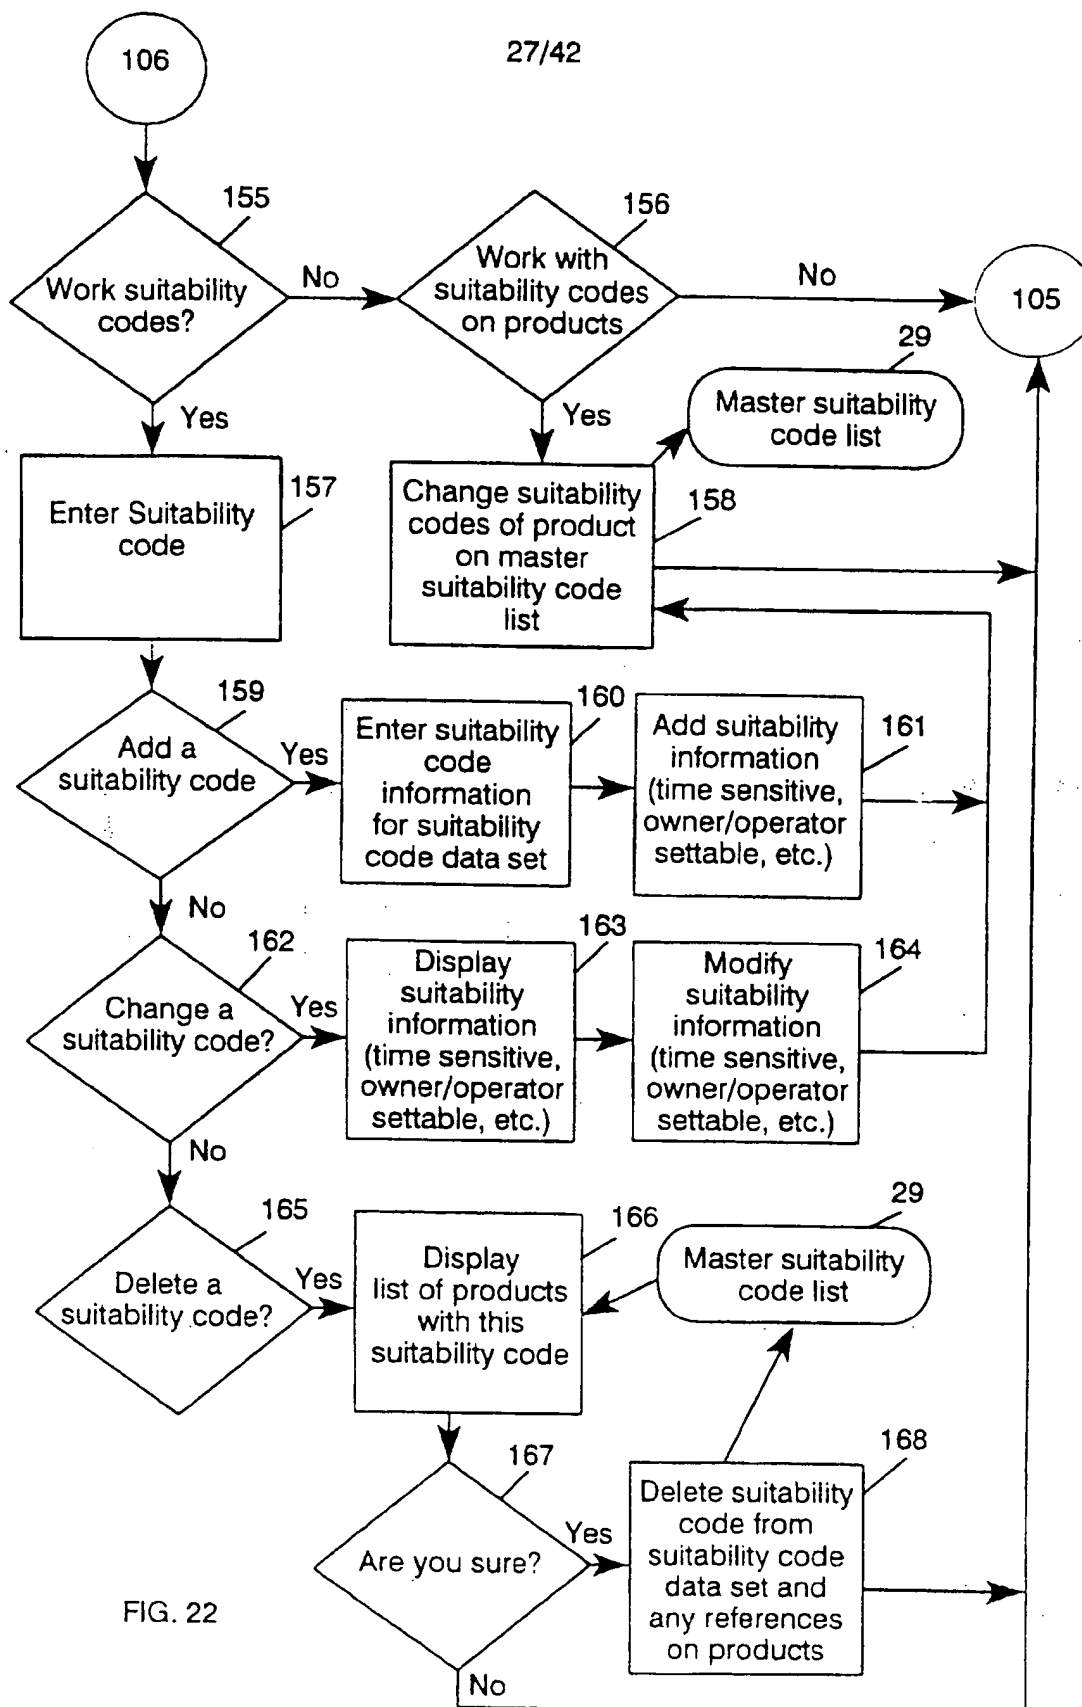 106
27/42
155
156
Work suitability
codes?
No
Work with
suitability codes
on products
No
105
29
Master suitability
code list
Yes
Yes
157
Enter Suitability
code
Change suitability
codes of product
on master
suitability code
list
158
159
Add a
suitability code
Yes
160
Enter suitability
code
information
for suitability
code data set
161
Add suitability
information
(time sensitive,
owner/operator
settable, etc.)
No
162
Change a
suitability code?
Yes
163
Display
suitability
information
(time sensitive,
owner/operator
settable, etc.)
164
Modify
suitability
information
(time sensitive,
owner/operator
settable, etc.)
No
165
Delete a
suitability code?
Yes
166
Display
list of products
with this
suitability code
29
Master suitability
code list
167
Are you sure?
Yes
168
Delete suitability
code from
suitability code
data set and
any references
on products
No
FIG. 22